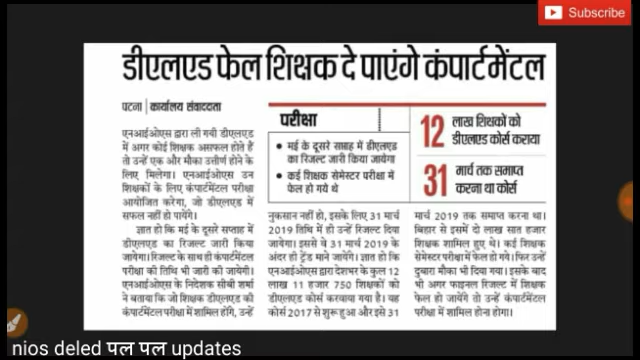 Subscribe
डीएलएड फेल शिक्षक दे पाएंगे कंपार्टमेंटल
पटना | कार्यालय संवाददाता
एनआईओएस द्वारा ली गयी डीएलएड
में अगर कोई शिक्षक असफल होते हैं
तो उन्हें एक और मौका उत्तीर्ण होने के
लिए मिलेगा। एनआईओएस उन
शिक्षकों के लिए कंपार्टमेंटल परीक्षा
आयोजित करेगा, जो डीएलएड में
सफल नहीं हो पायेंगे।
ज्ञात हो कि मई के दूसरे सप्ताह में
डीएलएड का रिजल्ट जारी किया
जायेगा। रिजल्ट के साथ ही कंपार्टमेंटल
परीक्षा की तिथि भी जारी की जायेगी।
एनआईओएस के निदेशक सीबी शर्मा
ने बताया कि जो शिक्षक डीएलएड की
कंपार्टमेंटल परीक्षा में शामिल होंगे, उन्हें
परीक्षा
● मई के दूसरे सप्ताह में डीएलएड
का रिजल्ट जारी किया जायेगा
● कई शिक्षक सेमेस्टर परीक्षा में
फेल हो गये थे
12 लाख शिक्षकों को
डीएलएड कोर्स कराया
31 मार्च तक समाप्त
करना था कोर्स
नुकसान नहीं हो, इसके लिए 31 मार्च
2019 तिथि में ही उन्हें रिजल्ट दिया
जायेगा। इससे वे 31 मार्च 2019 के
अंदर ही ट्रेंड माने जायेंगे। ज्ञात हो कि
एनआईओएस द्वारा देशभर के कुल 12
लाख 11 हजार 750 शिक्षकों को
डीएलएड कोर्स करवाया गया है। यह
कोर्स 2017 से शुरू हुआ और इसे 31
मार्च 2019 तक समाप्त करना था।
बिहार से इसमें दो लाख सात हजार
शिक्षक शामिल हुए थे। कई शिक्षक
सेमेस्टर परीक्षा में फेल हो गये। फिर उन्हें
दुबारा मौका भी दिया गया। इसके बाद
भी अगर फाइनल रिजल्ट में शिक्षक
फेल हो जायेंगे तो उन्हें कंपार्टमेंटल
परीक्षा में शामिल होना होगा।
nios deled पल पल updates